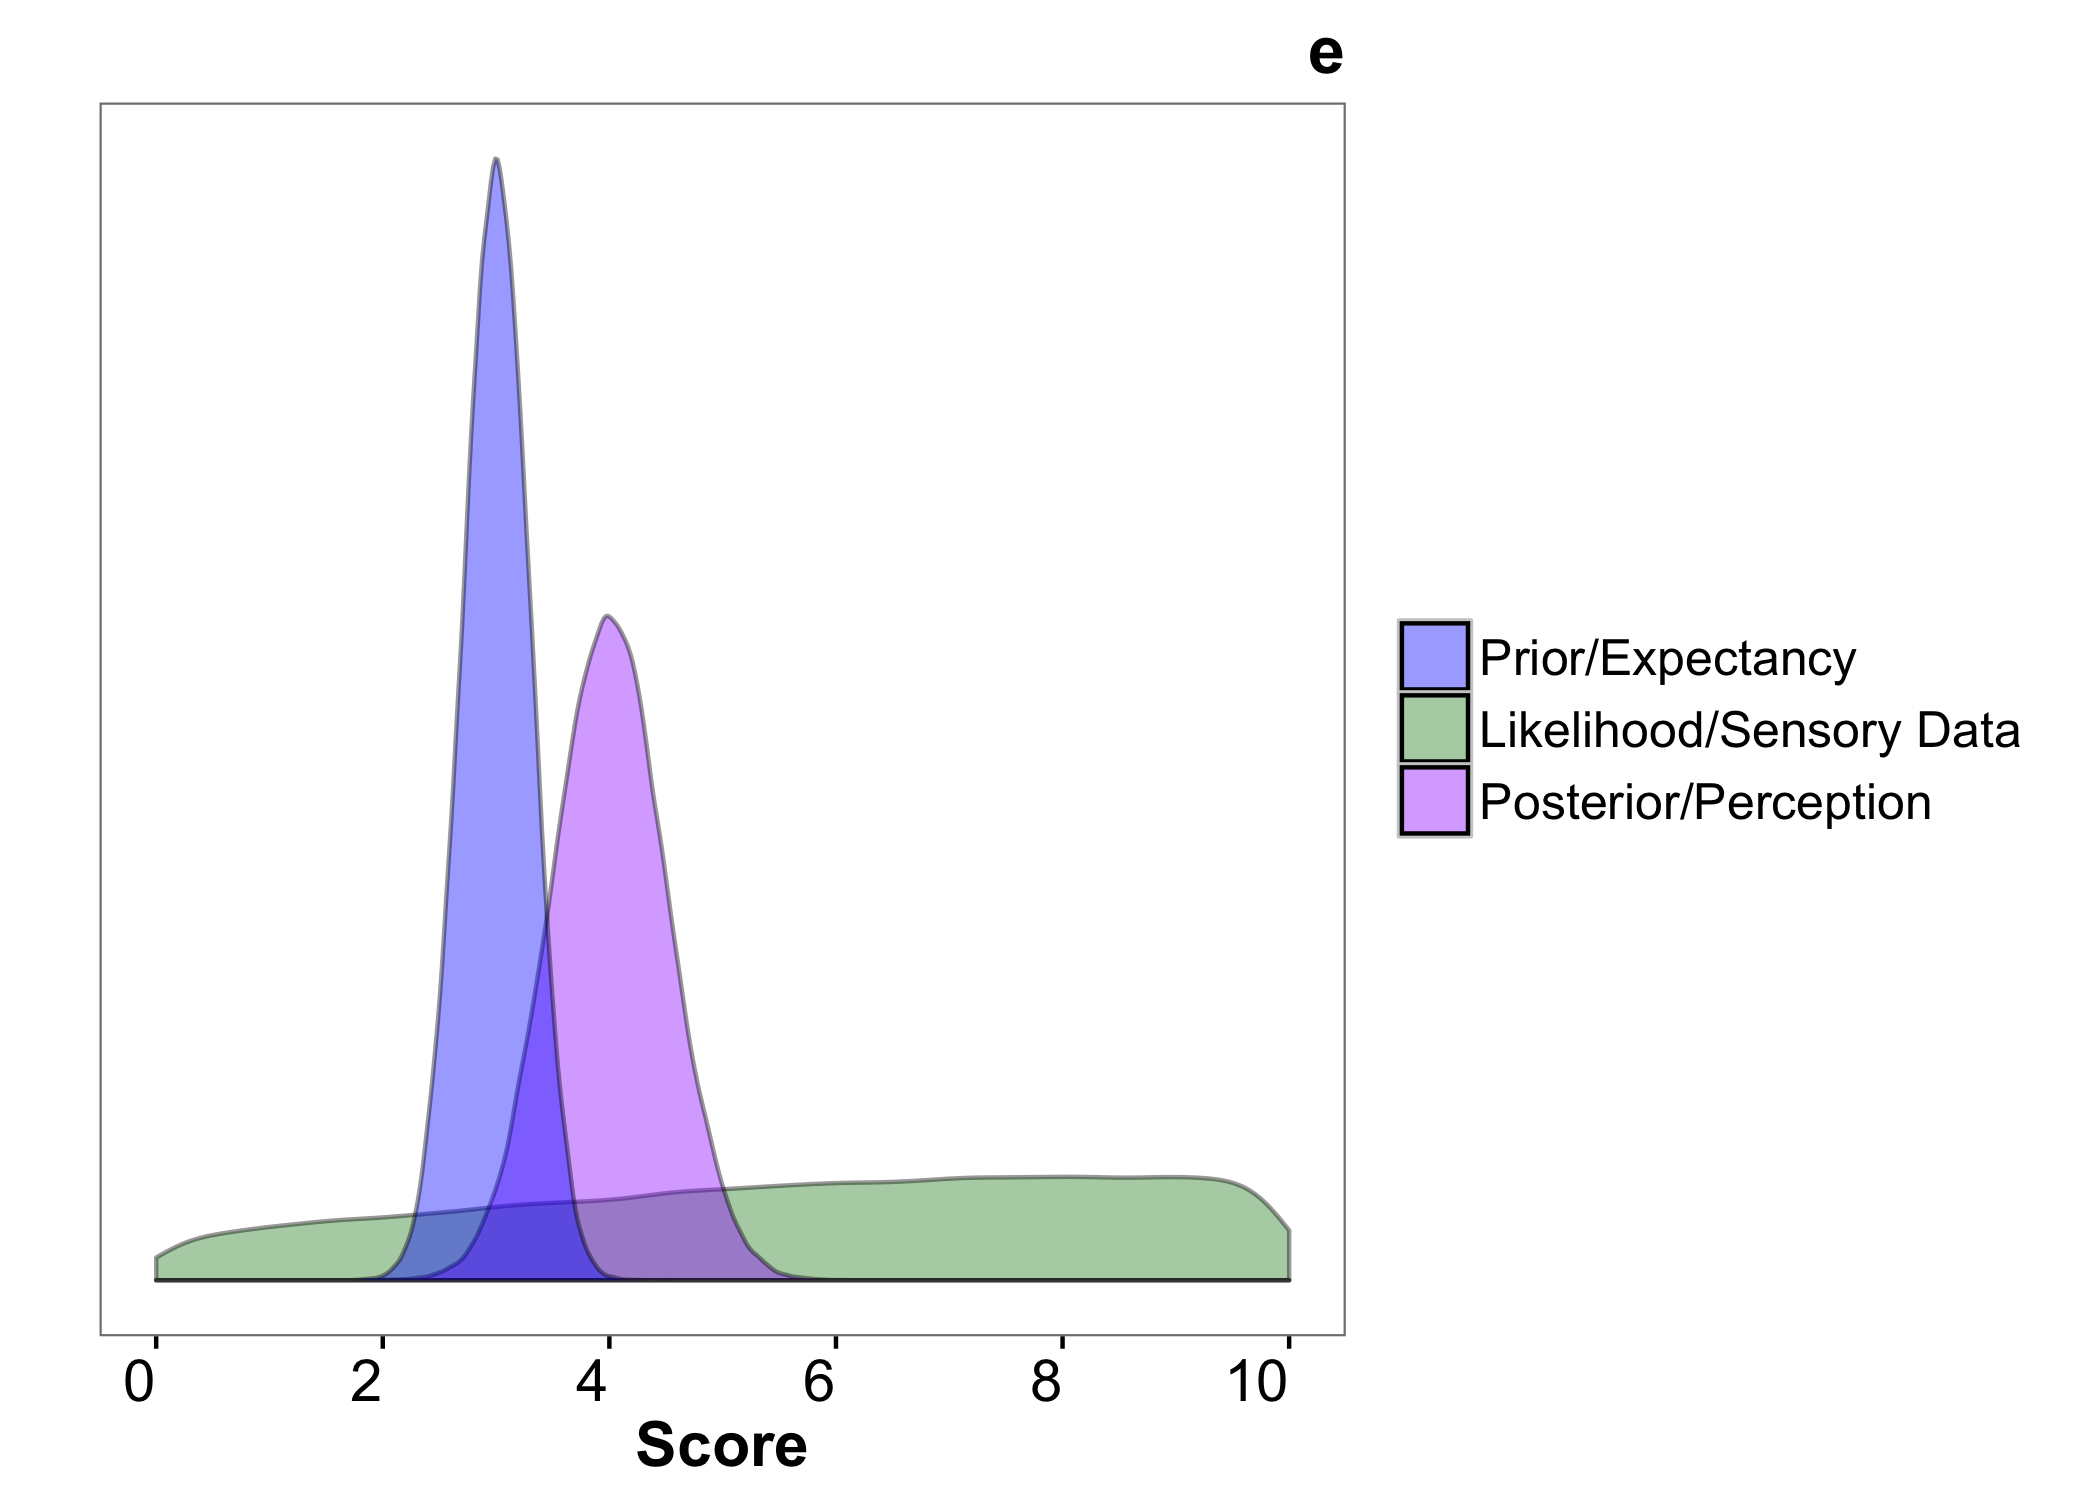 e
Prior/Expectancy
Likelihood/Sensory Data
Posterior/Perception
0 2 4 6 8 10
Score